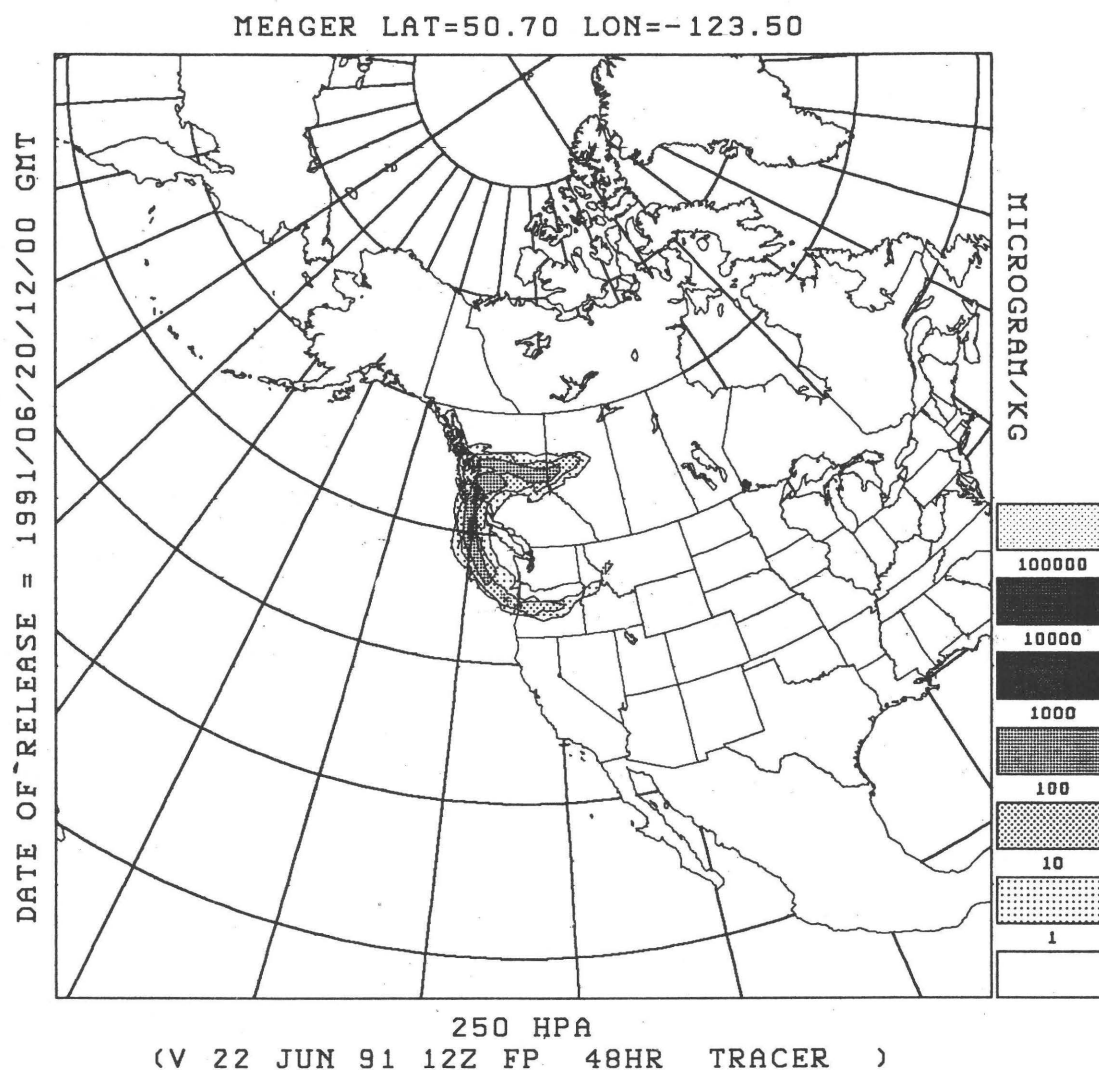 MEAGER LAT=50.70 LON=-123.50
DATE OF RELEASE = 1991/06/20/12/00 GMT
MICROGRAM/KG
100000
10000
1000
100
10
1
250 HPA
(V 22 JUN 91 12Z FP 48HR TRACER )